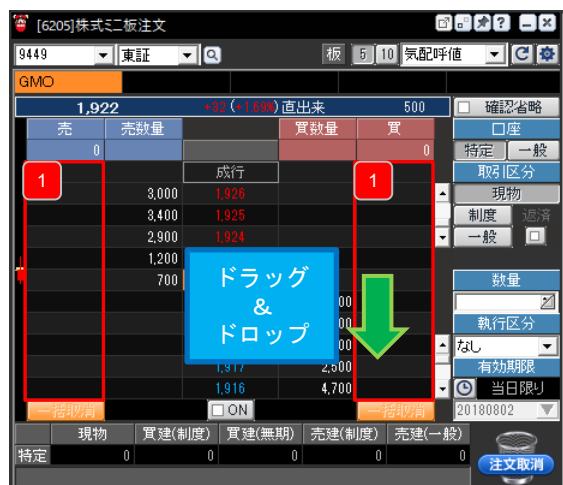 [6205]株式ミニ板注文
9449 東証 板 5 10 気配呼値
GMO
1,922 +32 (+1.69%) 直出来 500 確認省略
売 売数量 買数量 買 口座
0 0 特定 一般
成行 取引区分
1 1 現物
3,000 1,926
3,400 1,925 制度 返済
2,900 1,924 一般
1,200
700 数量
ドラッグ
&
ドロップ
執行区分
なし
1,917 2,500 有効期限
1,916 4,700 当日限り
一括取消 ON 一括取消 20180802
現物 買建(制度) 買建(無期) 売建(制度) 売建(一般)
特定 0 0 0 0 0
注文取消